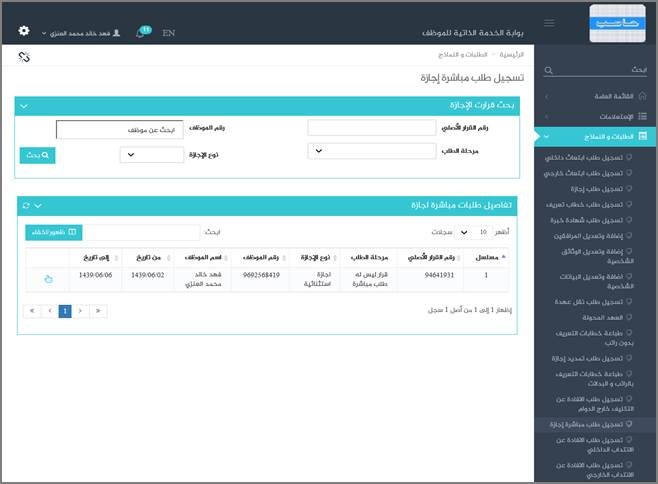 حاسب
بوابة الخدمة الذاتية للموظف
EN
11
فهد خالد محمد العنزي
ابحث
القائمة العامة
الإستعلامات
الطلبات و النماذج
تسجيل طلب ابتعاث داخلي
تسجيل طلب ابتعاث خارجي
تسجيل طلب إجازة
تسجيل طلب خطاب تعريف
تسجيل طلب شهادة خبرة
إضافة وتعديل المرافقين
إضافة وتعديل الوثائق
الشخصية
اضافة وتعديل البيانات
الشخصية
تسجيل طلب نقل عهدة
العهد المحولة
طباعة خطابات التعريف
بدون راتب
تسجيل طلب تمديد إجازة
طباعة خطابات التعريف
بالراتب و البدلات
تسجيل طلب الافادة عن
التكليف خارج الدوام
تسجيل طلب مباشرة إجازة
تسجيل طلب الافادة عن
الانتداب الداخلي
تسجيل طلب الافادة عن
الانتداب الخارجي
الرئيسية - الطلبات و النماذج
تسجيل طلب مباشرة إجازة
بحث قرارت الإجازة
رقم القرار الأصلي
رقم الموظف
ابحث عن موظف
مرحلة الطلب
نوع الإجازة
بحث
تفاصيل طلبات مباشرة اجازة
أظهر 10 سجلات
ابحث:
ظهور/اخفاء
مسلسل رقم القرار الأصلي مرحلة الطلب نوع الإجازة رقم الموظف اسم الموظف من تاريخ إلى تاريخ
1 94641931 قرار ليس له اجازة 9692568419 فهد خالد 1439/06/02 1439/06/06
طلب مباشرة استثنائية محمد العنزي
إظهار 1 إلى 1 من أصل 1 سجل
« < 1 > »